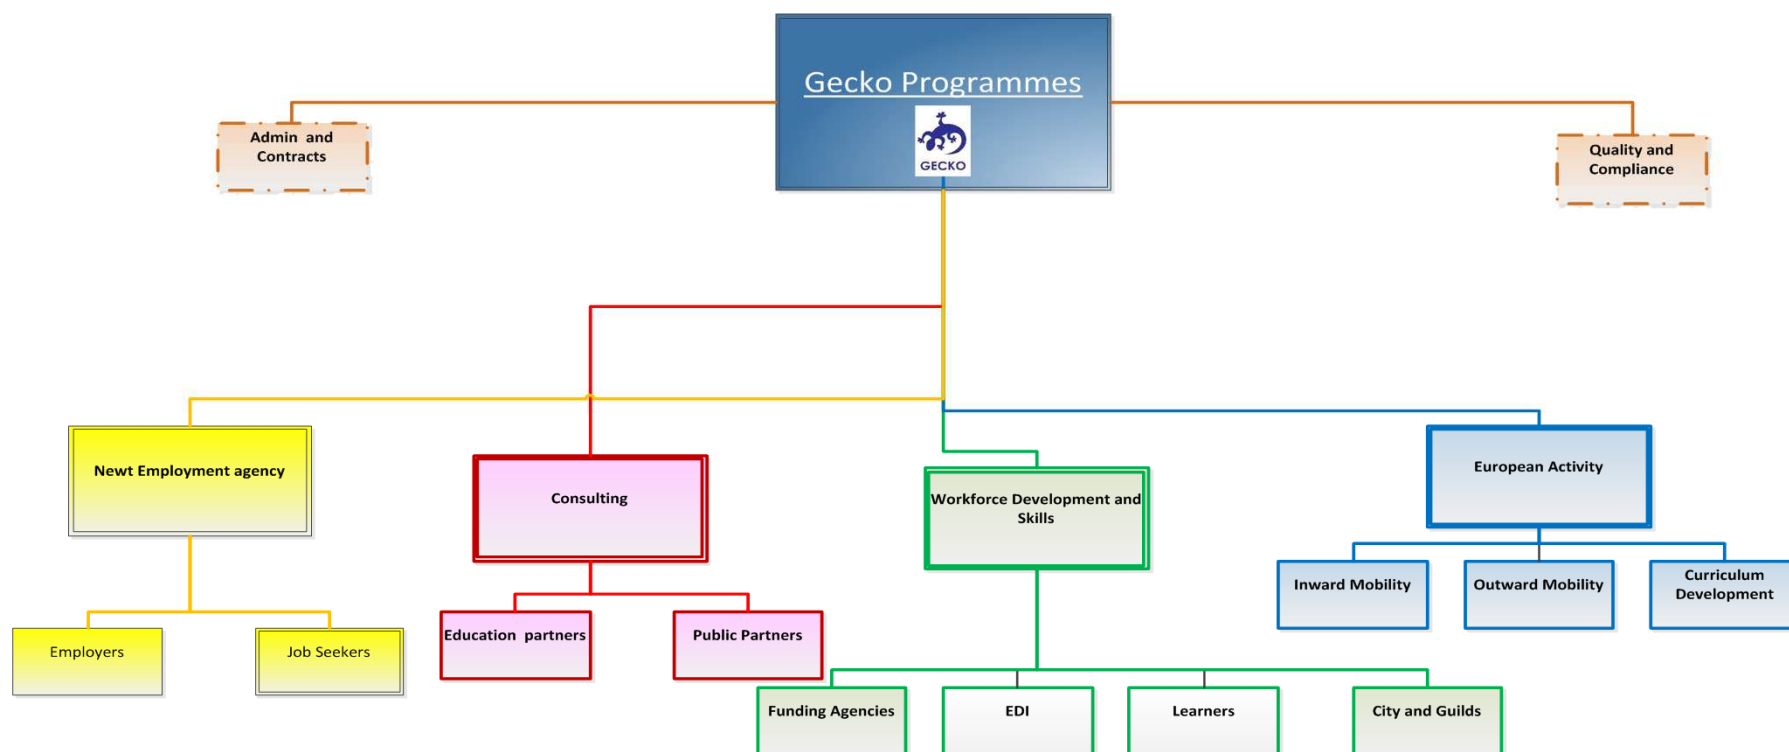 Gecko Programmes
GECKO
Admin and
Contracts
Quality and
Compliance
Newt Employment agency
Consulting
Workforce Development and
Skills
European Activity
Employers
Job Seekers
Education partners
Public Partners
Inward Mobility
Outward Mobility
Curriculum
Development
Funding Agencies
EDI
Learners
City and Guilds